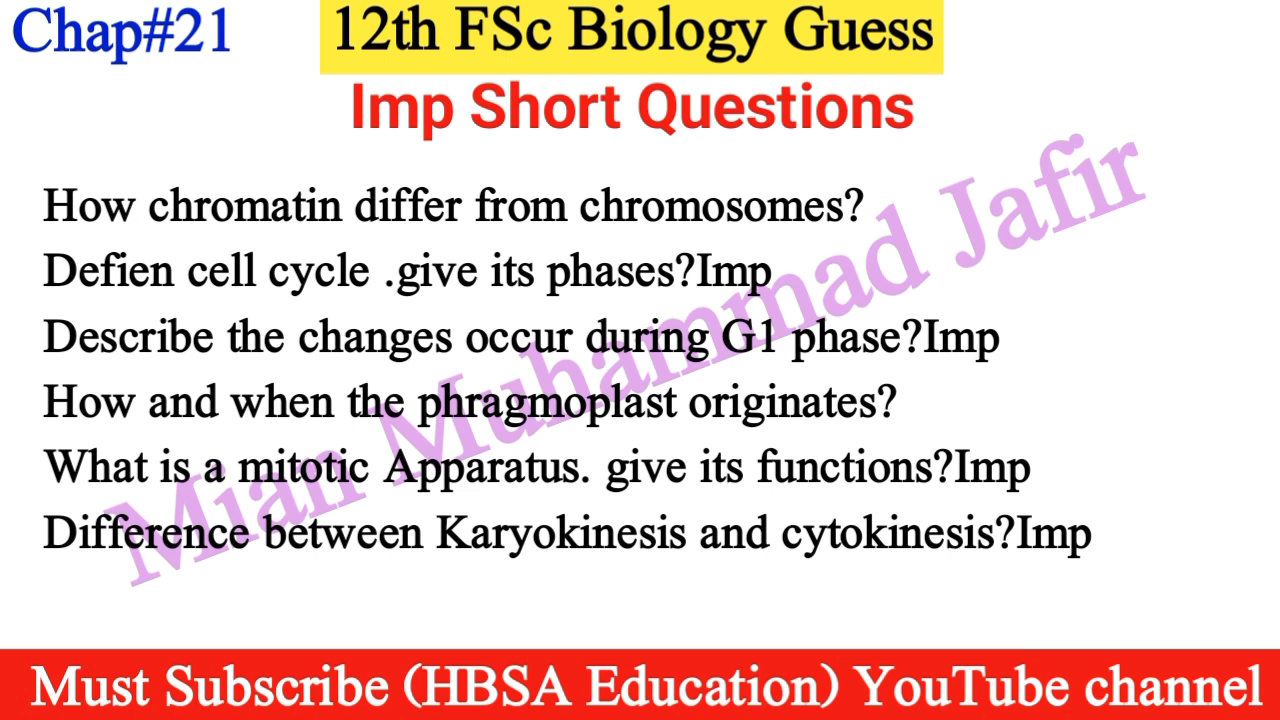 Chap#21
12th FSc Biology Guess
Imp Short Questions
How chromatin differ from chromosomes?
Defien cell cycle .give its phases?Imp
Describe the changes occur during G1 phase?Imp
How and when the phragmoplast originates?
What is a mitotic Apparatus. give its functions?Imp
Difference between Karyokinesis and cytokinesis?Imp
Mian Muhammad Jafir
Must Subscribe (HBSA Education) YouTube channel